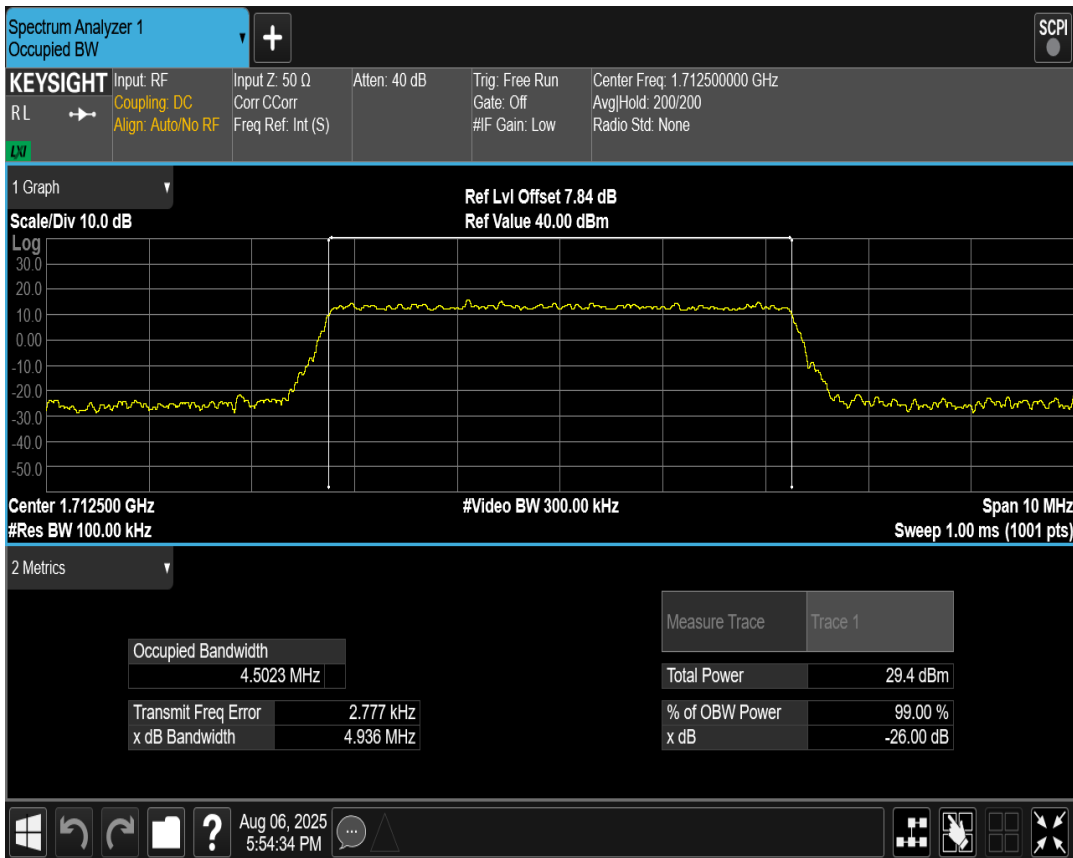 Spectrum Analyzer 1
Occupied BW
+
SCPI
KEYSIGHT
RL
LXI
Input: RF
Coupling: DC
Align: Auto/No RF
Input Z: 50 Ω
Corr CCorr
Freq Ref: Int (S)
Atten: 40 dB
Trig: Free Run
Gate: Off
#IF Gain: Low
Center Freq: 1.712500000 GHz
Avg|Hold: 200/200
Radio Std: None
1 Graph
Scale/Div 10.0 dB
Ref Lvl Offset 7.84 dB
Ref Value 40.00 dBm
Log
30.0
20.0
10.0
0.00
-10.0
-20.0
-30.0
-40.0
-50.0
Center 1.712500 GHz
#Video BW 300.00 kHz
Span 10 MHz
#Res BW 100.00 kHz
Sweep 1.00 ms (1001 pts)
2 Metrics
Measure Trace Trace 1
Occupied Bandwidth
4.5023 MHz
Total Power 29.4 dBm
Transmit Freq Error 2.777 kHz
x dB Bandwidth 4.936 MHz
% of OBW Power 99.00 %
x dB -26.00 dB
?
Aug 06, 2025
5:54:34 PM